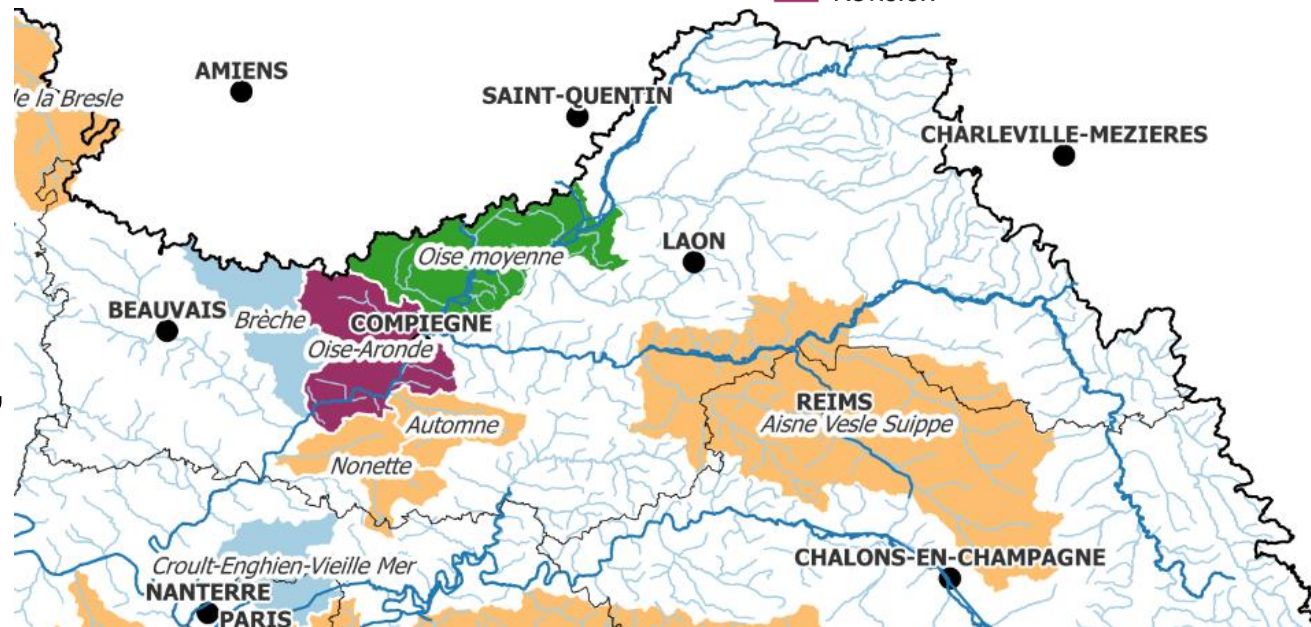 AMIENS
de la Bresle
SAINT-QUENTIN
CHARLEVILLE-MEZIERES
LAON
Oise moyenne
BEAUVAIS
Brèche
COMPIEGNE
Oise-Aronde
REIMS
Aisne Vesle Suippe
Automne
Nonette
CHALONS-EN-CHAMPAGNE
Croult-Enghien-Vieille Mer
NANTERRE
PARIS